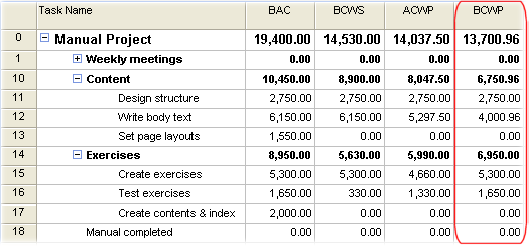 Task Name BAC BCWS ACWP BCWP
0 Manual Project 19,400.00 14,530.00 14,037.50 13,700.96
1 Weekly meetings 0.00 0.00 0.00 0.00
10 Content 10,450.00 8,900.00 8,047.50 6,750.96
11 Design structure 2,750.00 2,750.00 2,750.00 2,750.00
12 Write body text 6,150.00 6,150.00 5,297.50 4,000.96
13 Set page layouts 1,550.00 0.00 0.00 0.00
14 Exercises 8,950.00 5,630.00 5,990.00 6,950.00
15 Create exercises 5,300.00 5,300.00 4,660.00 5,300.00
16 Test exercises 1,650.00 330.00 1,330.00 1,650.00
17 Create contents & index 2,000.00 0.00 0.00 0.00
18 Manual completed 0.00 0.00 0.00 0.00